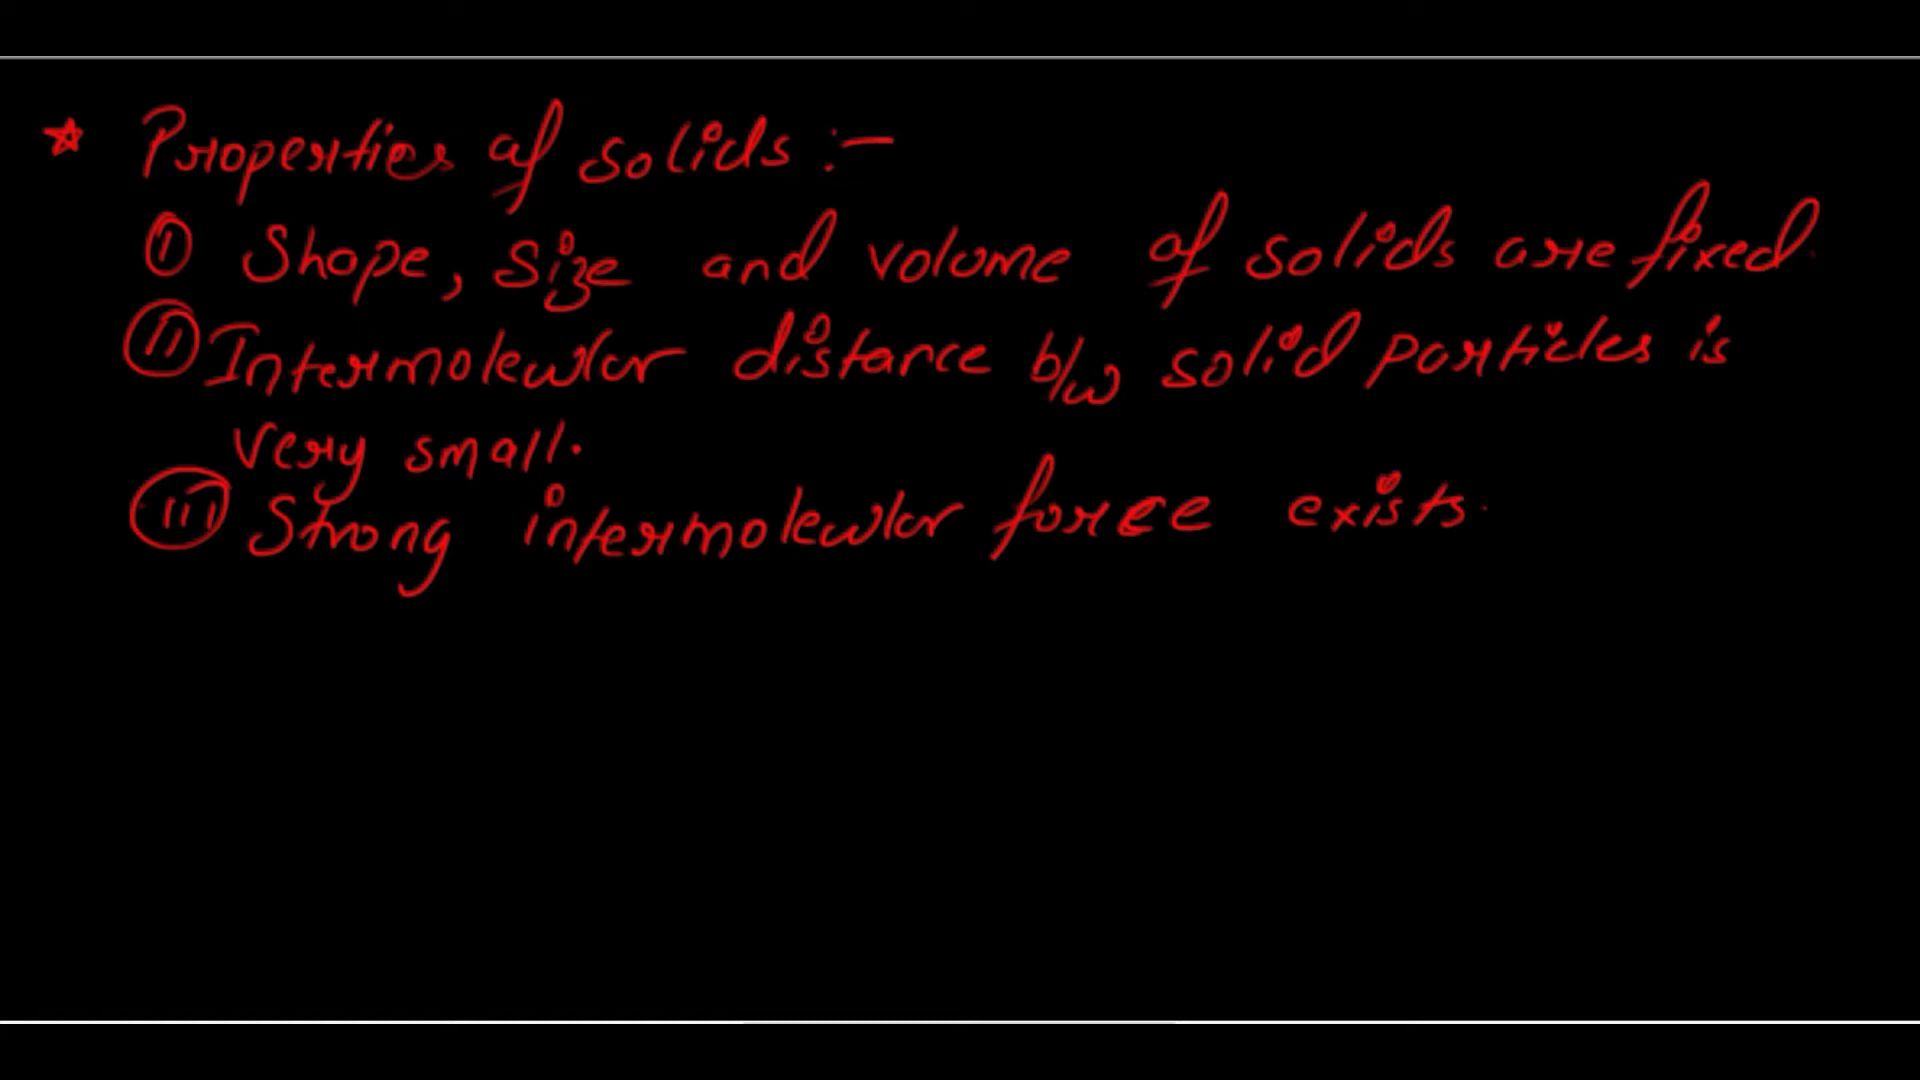 ☆ Properties of solids :-
(i) Shape, size and volume of solids are fixed.
(ii) Intermolecular distance b/w solid particles is
very small.
(iii) Strong intermolecular force exists.